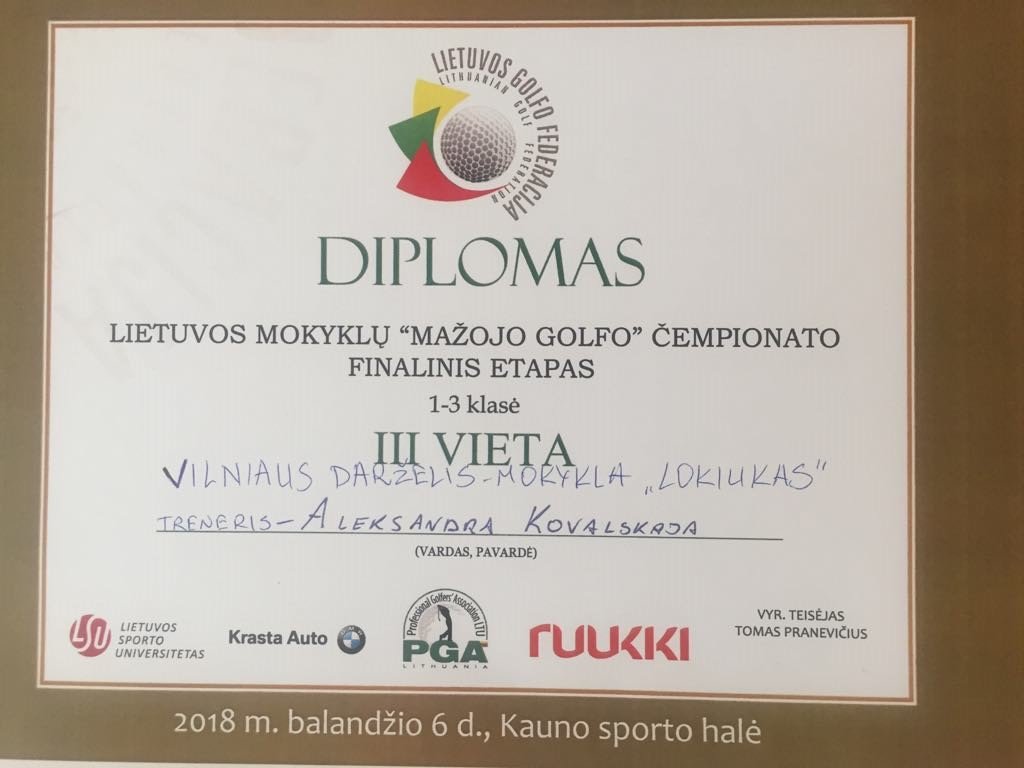 LIETUVOS GOLFO FEDERACIJA
LITHUANIAN GOLF FEDERATION
DIPLOMAS
LIETUVOS MOKYKLŲ “MAŽOJO GOLFO” ČEMPIONATO
FINALINIS ETAPAS
1-3 klasė
III VIETA
VILNIAUS DARŽELIS-MOKYKLA „LOKIUKAS”
TRENERIS-ALEKSANDRA KOVALSKAJA
(VARDAS, PAVARDĖ)
LSU
LIETUVOS
SPORTO
UNIVERSITETAS
Krasta Auto
BMW
Professional Golfers' Association LTU
PGA
LITHUANIA
RUUKKI
VYR. TEISĖJAS
TOMAS PRANEVIČIUS
2018 m. balandžio 6 d., Kauno sporto halė